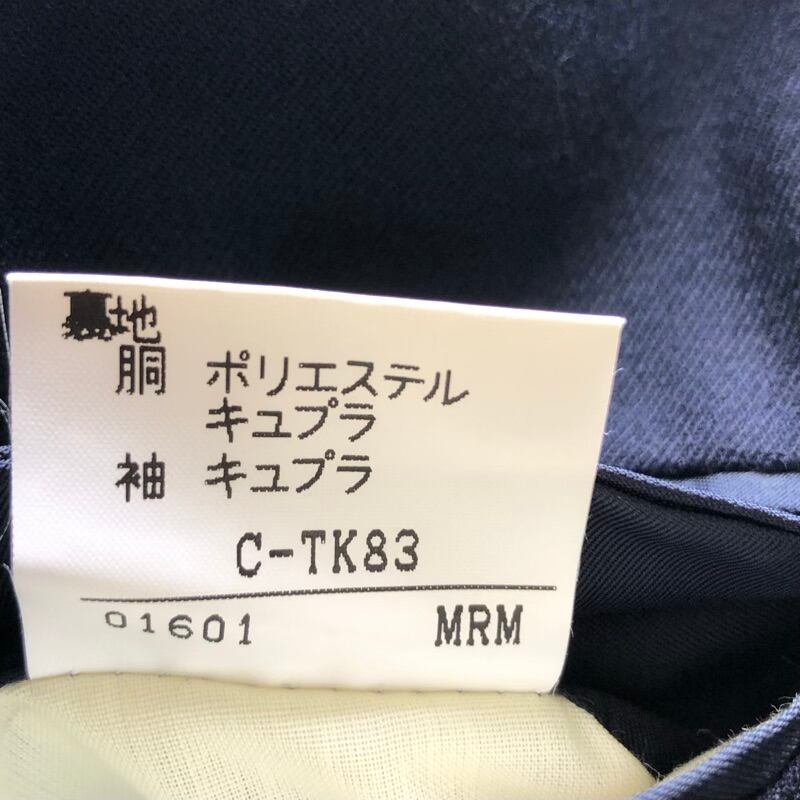 裏地
胴 ポリエステル
キュプラ
袖 キュプラ
C-TK83
01601 MRM